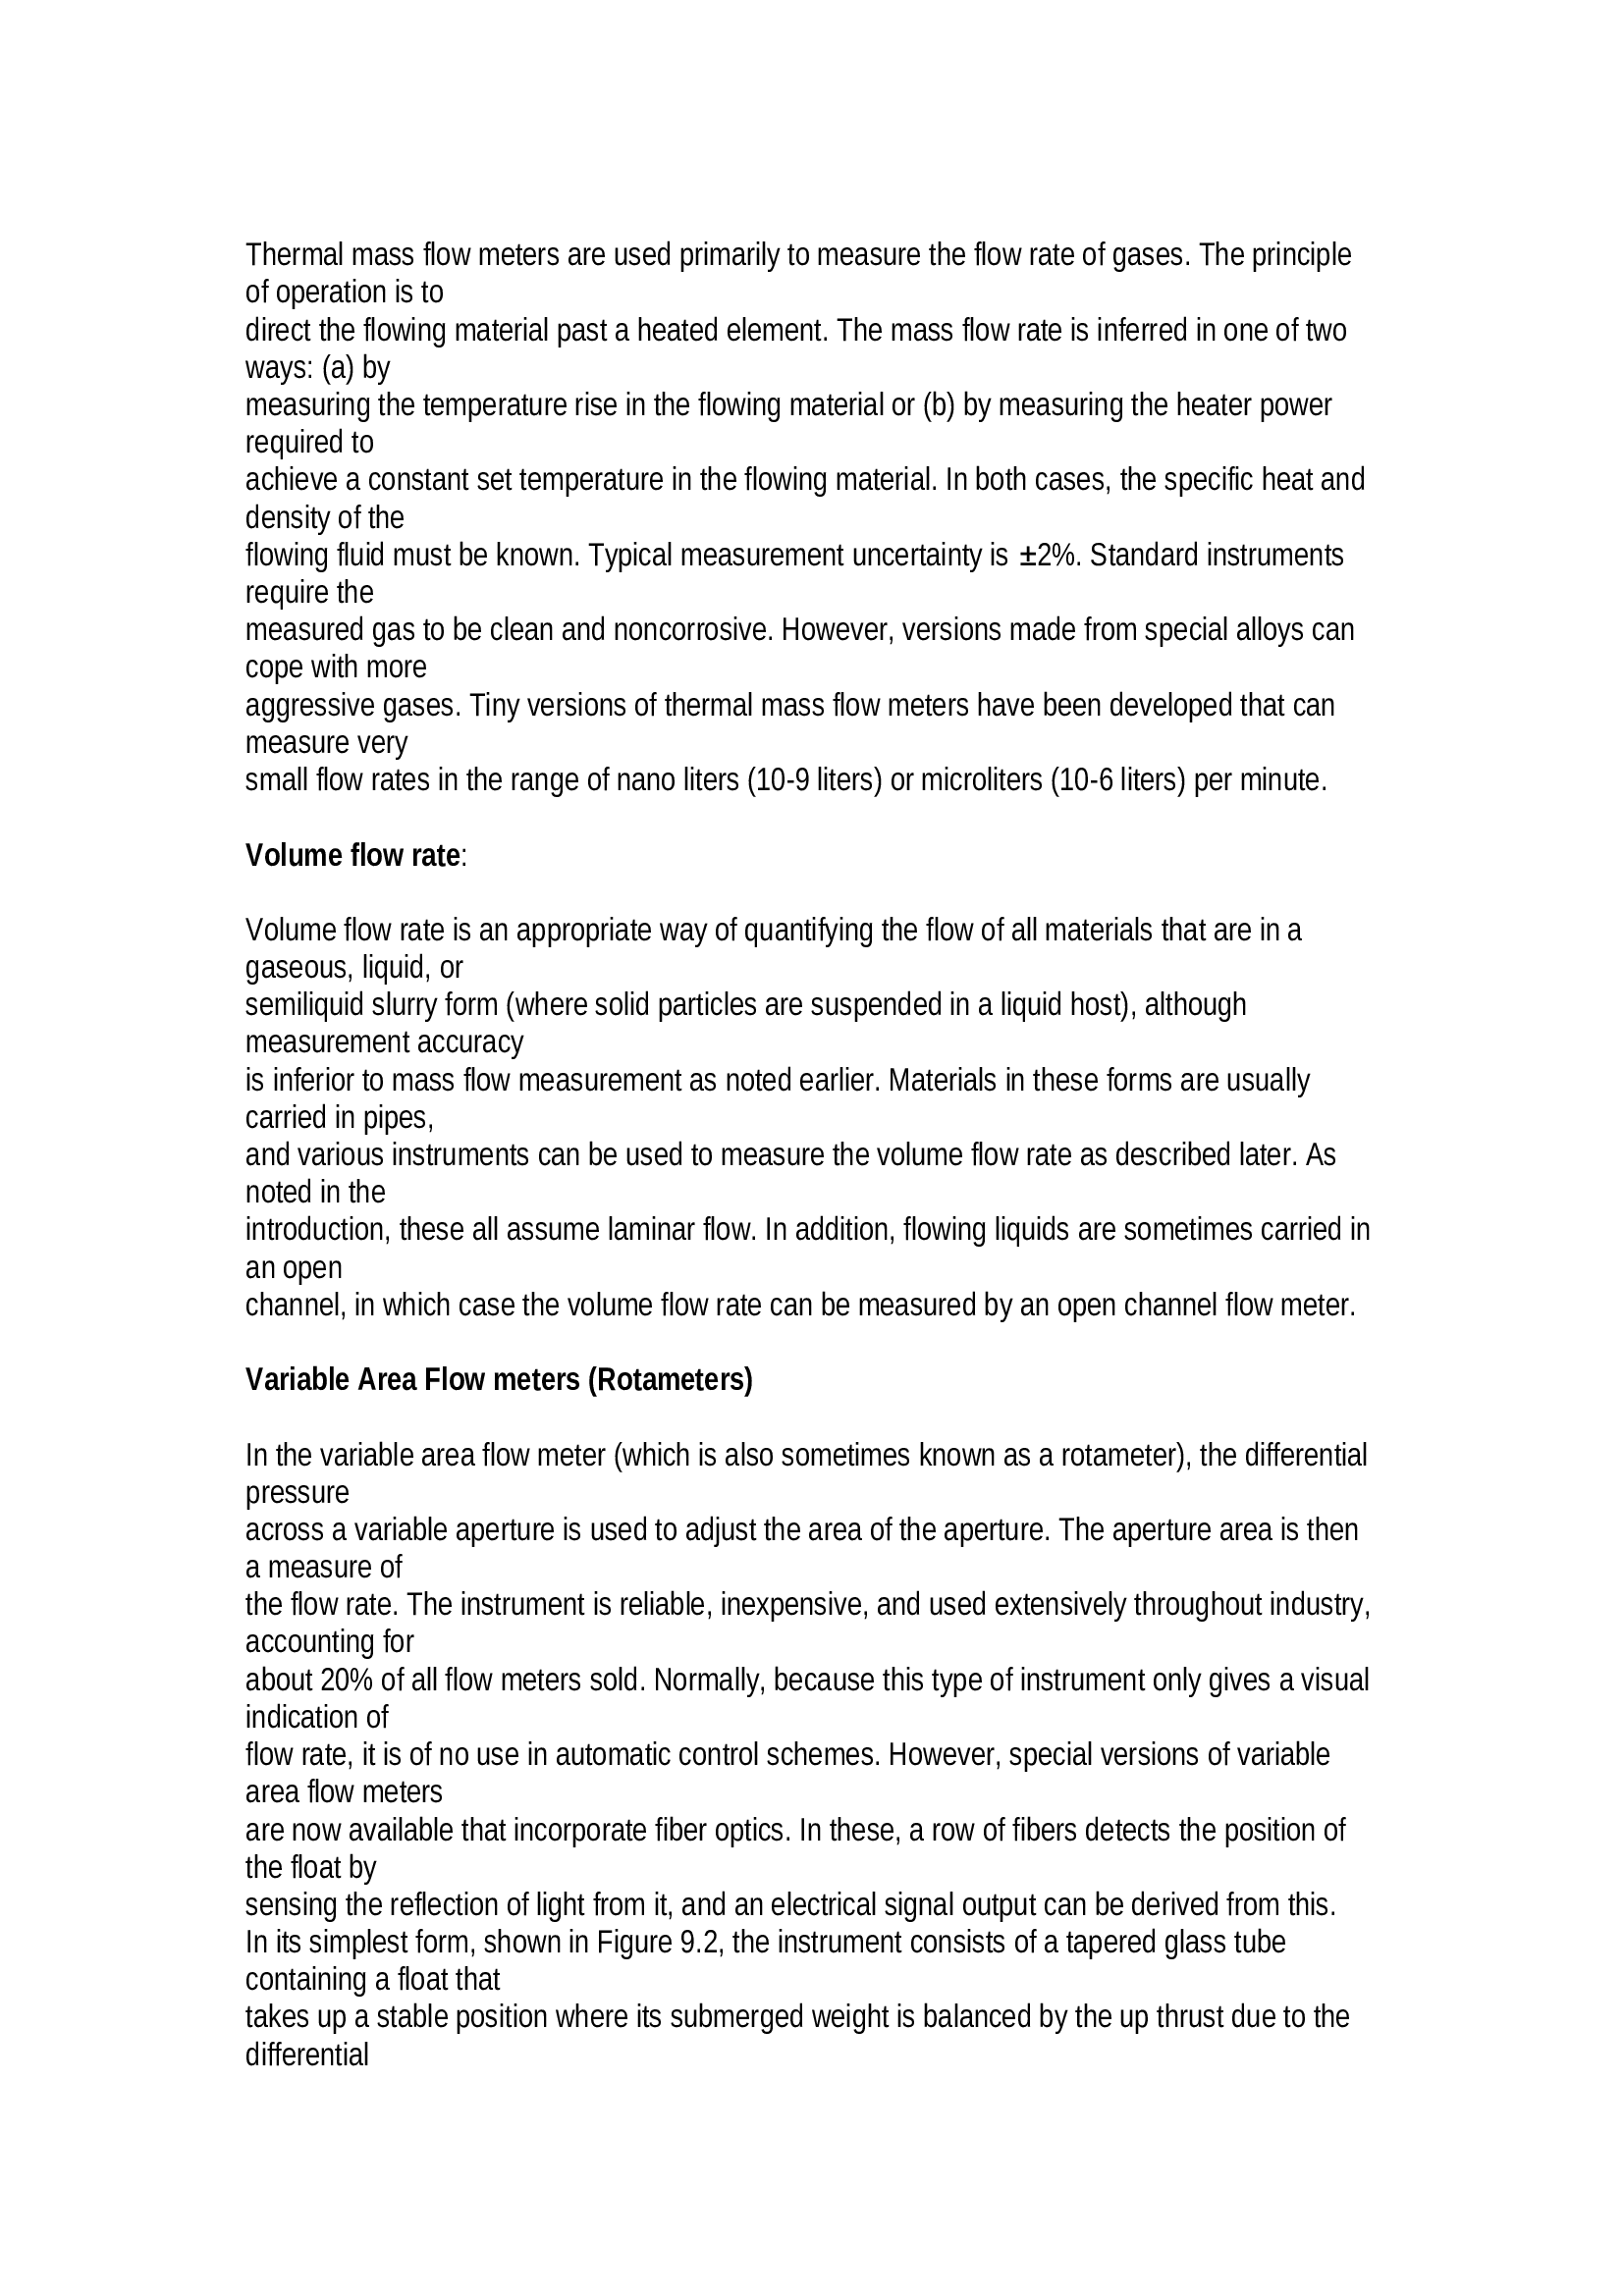 Thermal mass flow meters are used primarily to measure the flow rate of gases. The principle
of operation is to
direct the flowing material past a heated element. The mass flow rate is inferred in one of two
ways: (a) by
measuring the temperature rise in the flowing material or (b) by measuring the heater power
required to
achieve a constant set temperature in the flowing material. In both cases, the specific heat and
density of the
flowing fluid must be known. Typical measurement uncertainty is ±2%. Standard instruments
require the
measured gas to be clean and noncorrosive. However, versions made from special alloys can
cope with more
aggressive gases. Tiny versions of thermal mass flow meters have been developed that can
measure very
small flow rates in the range of nano liters (10-9 liters) or microliters (10-6 liters) per minute.
Volume flow rate:
Volume flow rate is an appropriate way of quantifying the flow of all materials that are in a
gaseous, liquid, or
semiliquid slurry form (where solid particles are suspended in a liquid host), although
measurement accuracy
is inferior to mass flow measurement as noted earlier. Materials in these forms are usually
carried in pipes,
and various instruments can be used to measure the volume flow rate as described later. As
noted in the
introduction, these all assume laminar flow. In addition, flowing liquids are sometimes carried in
an open
channel, in which case the volume flow rate can be measured by an open channel flow meter.
Variable Area Flow meters (Rotameters)
In the variable area flow meter (which is also sometimes known as a rotameter), the differential
pressure
across a variable aperture is used to adjust the area of the aperture. The aperture area is then
a measure of
the flow rate. The instrument is reliable, inexpensive, and used extensively throughout industry,
accounting for
about 20% of all flow meters sold. Normally, because this type of instrument only gives a visual
indication of
flow rate, it is of no use in automatic control schemes. However, special versions of variable
area flow meters
are now available that incorporate fiber optics. In these, a row of fibers detects the position of
the float by
sensing the reflection of light from it, and an electrical signal output can be derived from this.
In its simplest form, shown in Figure 9.2, the instrument consists of a tapered glass tube
containing a float that
takes up a stable position where its submerged weight is balanced by the up thrust due to the
differential